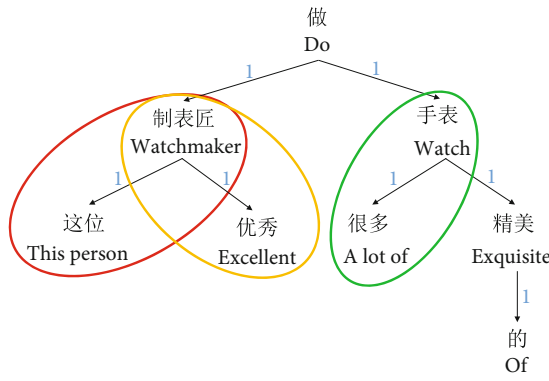 做
Do
1
1
制表匠
Watchmaker
手表
Watch
1
1
1
1
这位
This person
优秀
Excellent
很多
A lot of
精美
Exquisite
1
的
Of